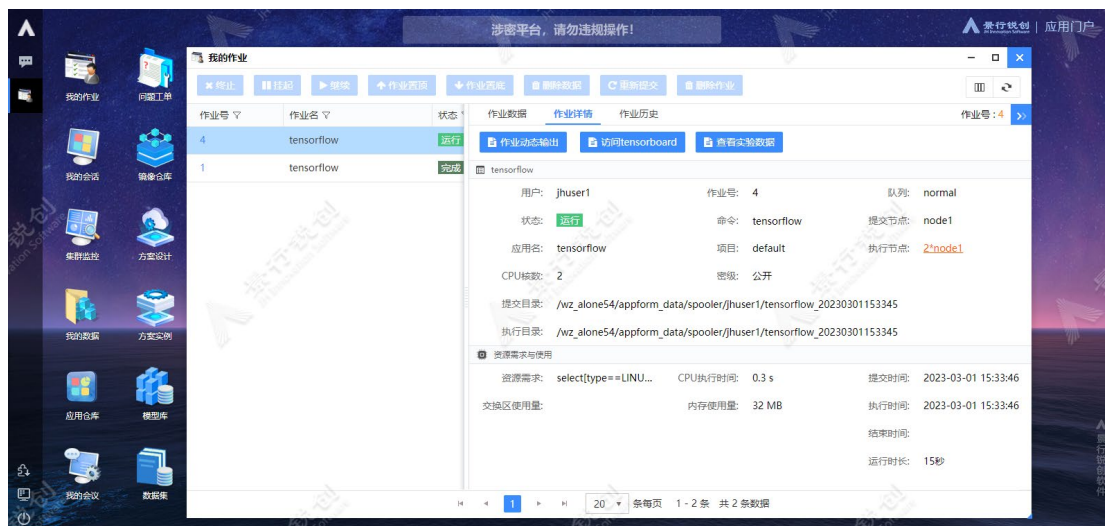 涉密平台，请勿违规操作！
景行锐创 应用门户
JH Innovation Software
我的作业 问题工单
我的会话 镜像仓库
集群监控 方案设计
我的数据 方案实例
应用仓库 模型库
我的会议 数据集
我的作业
终止 挂起 继续 作业置顶 作业置底 删除数据 重新提交 删除作业
作业号 作业名 状态
4 tensorflow 运行
1 tensorflow 完成
作业数据 作业详情 作业历史 作业号：4
作业动态输出 访问tensorboard 查看实验数据
tensorflow
用户: jhuser1 作业号: 4 队列: normal
状态: 运行 命令: tensorflow 提交节点: node1
应用名: tensorflow 项目: default 执行节点: 2*node1
CPU核数: 2 密级: 公开
提交目录: /wz_alone54/appform_data/spooler/jhuser1/tensorflow_20230301153345
执行目录: /wz_alone54/appform_data/spooler/jhuser1/tensorflow_20230301153345
资源需求与使用
资源需求: select[type==LINU... CPU执行时间: 0.3 s 提交时间: 2023-03-01 15:33:46
交换区使用量: 内存使用量: 32 MB 执行时间: 2023-03-01 15:33:46
结束时间:
运行时长: 15秒
1 20 条每页 1 - 2 条 共 2 条数据
景行锐创软件